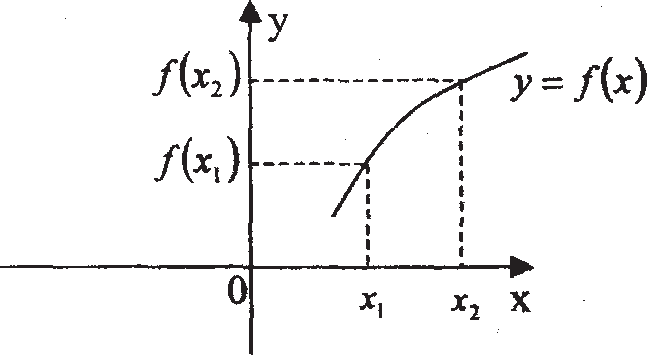 y
f(x₂)
y = f(x)
f(x₁)
0
x₁
x₂
x